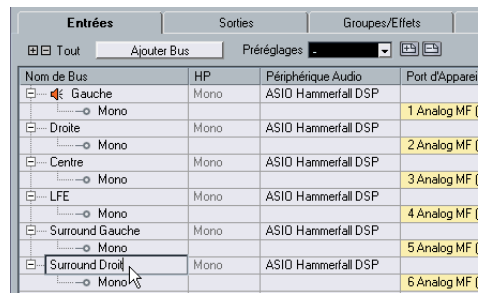 Entrées Sorties Groupes/Effets
Tout Ajouter Bus Préréglages -
Nom de Bus HP Périphérique Audio Port d'Apparei
Gauche Mono ASIO Hammerfall DSP
Mono 1 Analog MF (
Droite Mono ASIO Hammerfall DSP
Mono 2 Analog MF (
Centre Mono ASIO Hammerfall DSP
Mono 3 Analog MF (
LFE Mono ASIO Hammerfall DSP
Mono 4 Analog MF (
Surround Gauche Mono ASIO Hammerfall DSP
Mono 5 Analog MF (
Surround Droit Mono ASIO Hammerfall DSP
Mono 6 Analog MF (